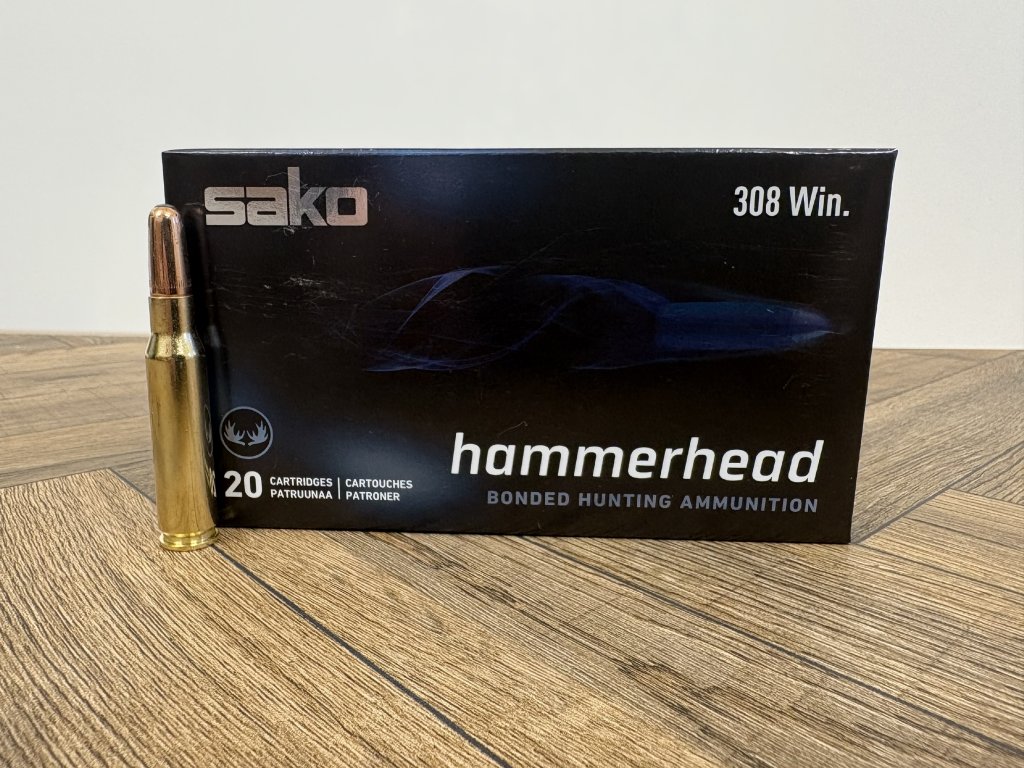 sako
308 Win.
hammerhead
BONDED HUNTING AMMUNITION
20
CARTRIDGES | CARTOUCHES
PATRUUNAA | PATRONER